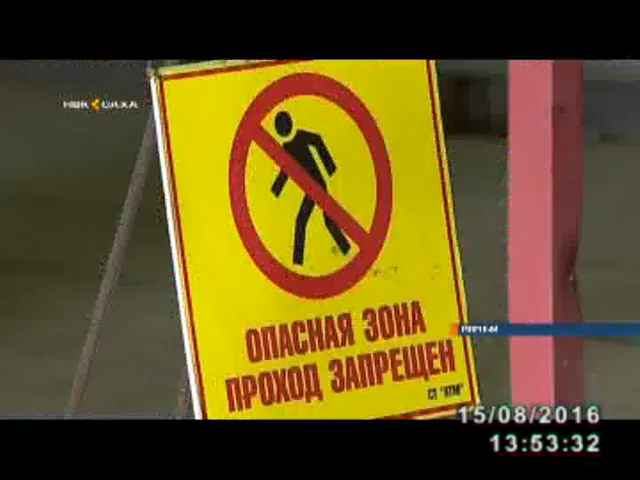 НВК САХА
ОПАСНАЯ ЗОНА
ПРОХОД ЗАПРЕЩЕН
15/08/2016
13:53:32